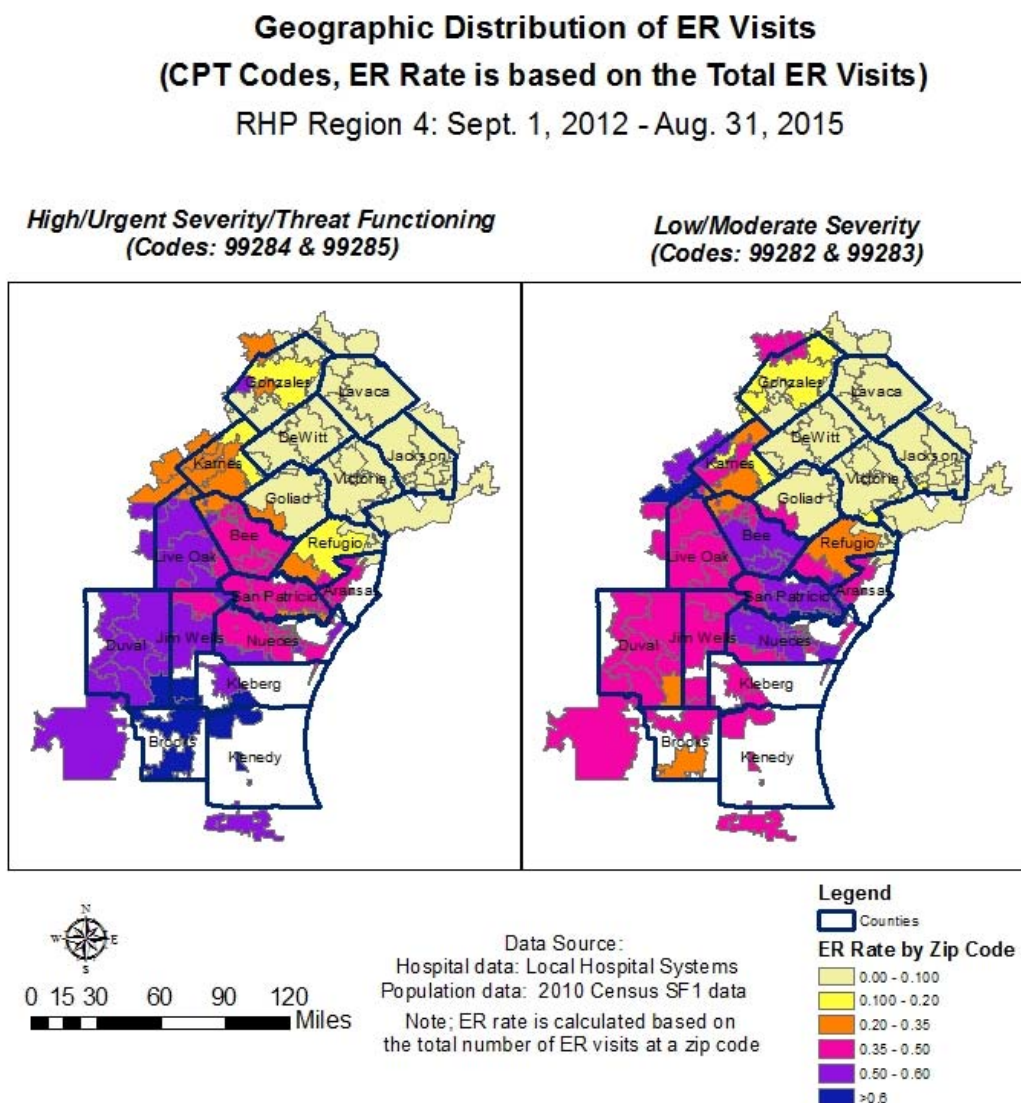 Geographic Distribution of ER Visits
(CPT Codes, ER Rate is based on the Total ER Visits)
RHP Region 4: Sept. 1, 2012 - Aug. 31, 2015
High/Urgent Severity/Threat Functioning
(Codes: 99284 & 99285)
Gonzales
Lavaca
DeWitt
Karnes
Jackson
Victoria
Goliad
Bee
Refugio
Live Oak
Aransas
San Patricio
Duval
Jim Wells
Nueces
Kleberg
Brooks
Kenedy
Low/Moderate Severity
(Codes: 99282 & 99283)
Gonzales
Lavaca
DeWitt
Karnes
Jackson
Victoria
Goliad
Bee
Refugio
Live Oak
Aransas
San Patricio
Duval
Jim Wells
Nueces
Kleberg
Brooks
Kenedy
N
W E
S
0 15 30 60 90 120
Miles
Data Source:
Hospital data: Local Hospital Systems
Population data: 2010 Census SF1 data
Note; ER rate is calculated based on
the total number of ER visits at a zip code
Legend
Counties
ER Rate by Zip Code
0.00 - 0.100
0.100 - 0.20
0.20 - 0.35
0.35 - 0.50
0.50 - 0.60
>0.6